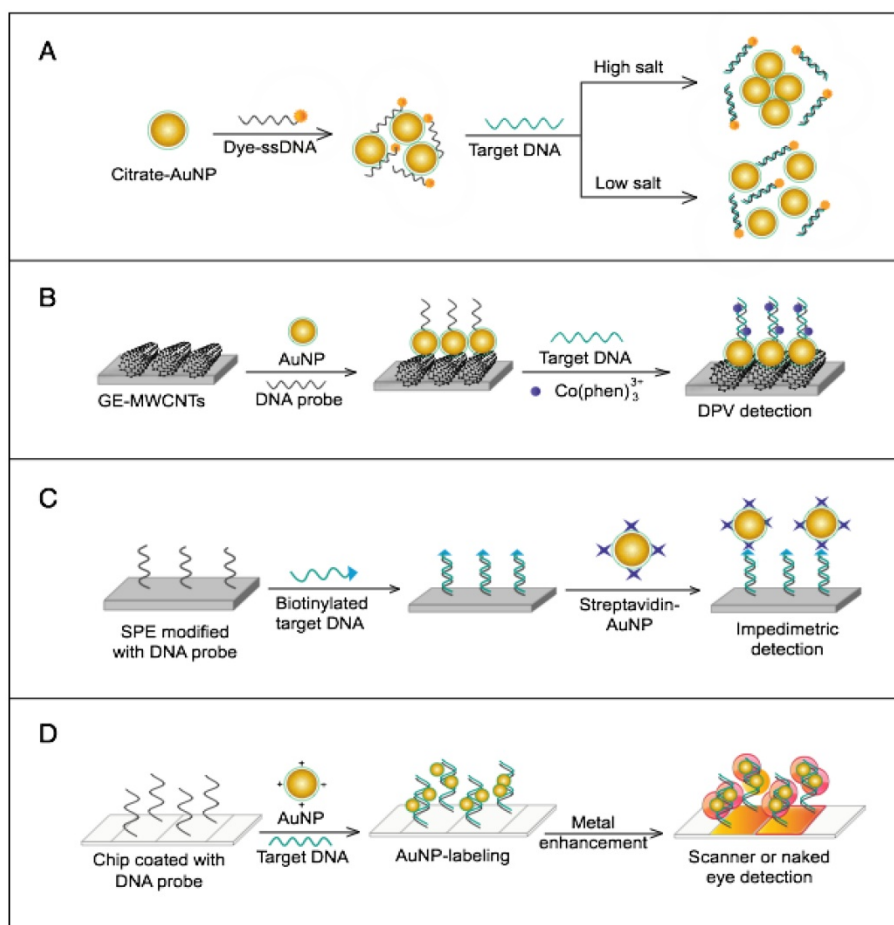 A
High salt
Dye-ssDNA
Target DNA
Citrate-AuNP
Low salt
B
AuNP
DNA probe
Target DNA
Co(phen)₃³⁺
GE-MWCNTs
DPV detection
C
SPE modified
with DNA probe
Biotinylated
target DNA
Streptavidin-
AuNP
Impedimetric
detection
D
+
+ +
+
Chip coated with
DNA probe
AuNP
Target DNA
AuNP-labeling
Metal
enhancement
Scanner or naked
eye detection